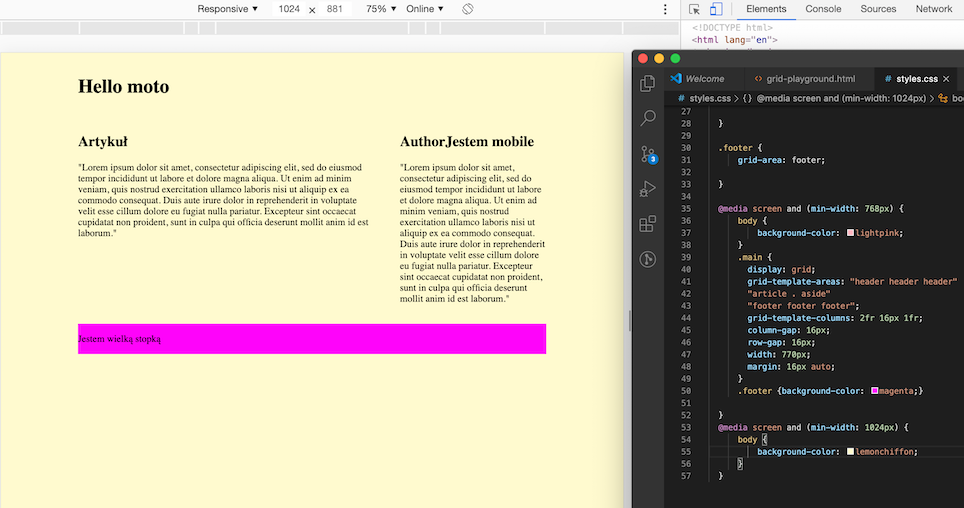 Responsive ▼ 1024 × 881 75% ▼ Online ▼
Elements Console Sources Network
<!DOCTYPE html>
<html lang="en">
Hello moto
Artykuł
"Lorem ipsum dolor sit amet, consectetur adipiscing elit, sed do eiusmod
tempor incididunt ut labore et dolore magna aliqua. Ut enim ad minim
veniam, quis nostrud exercitation ullamco laboris nisi ut aliquip ex ea
commodo consequat. Duis aute irure dolor in reprehenderit in voluptate
velit esse cillum dolore eu fugiat nulla pariatur. Excepteur sint occaecat
cupidatat non proident, sunt in culpa qui officia deserunt mollit anim id est
laborum."
AuthorJestem mobile
"Lorem ipsum dolor sit amet,
consectetur adipiscing elit, sed do
eiusmod tempor incididunt ut labore
et dolore magna aliqua. Ut enim ad
minim veniam, quis nostrud
exercitation ullamco laboris nisi ut
aliquip ex ea commodo consequat.
Duis aute irure dolor in reprehenderit
in voluptate velit esse cillum dolore
eu fugiat nulla pariatur. Excepteur
sint occaecat cupidatat non proident,
sunt in culpa qui officia deserunt
mollit anim id est laborum."
Jestem wielką stopką
Welcome grid-playground.html styles.css
styles.css > {} @media screen and (min-width: 1024px) > bo
3
27
28 }
29
30 .footer {
31 grid-area: footer;
32
33 }
34
35 @media screen and (min-width: 768px) {
36 body {
37 background-color: lightpink;
38 }
39 .main {
40 display: grid;
41 grid-template-areas: "header header header"
42 "article . aside"
43 "footer footer footer";
44 grid-template-columns: 2fr 16px 1fr;
45 column-gap: 16px;
46 row-gap: 16px;
47 width: 770px;
48 margin: 16px auto;
49 }
50 .footer {background-color: magenta;}
51
52 }
53 @media screen and (min-width: 1024px) {
54 body {
55 background-color: lemonchiffon;
56 }
57 }